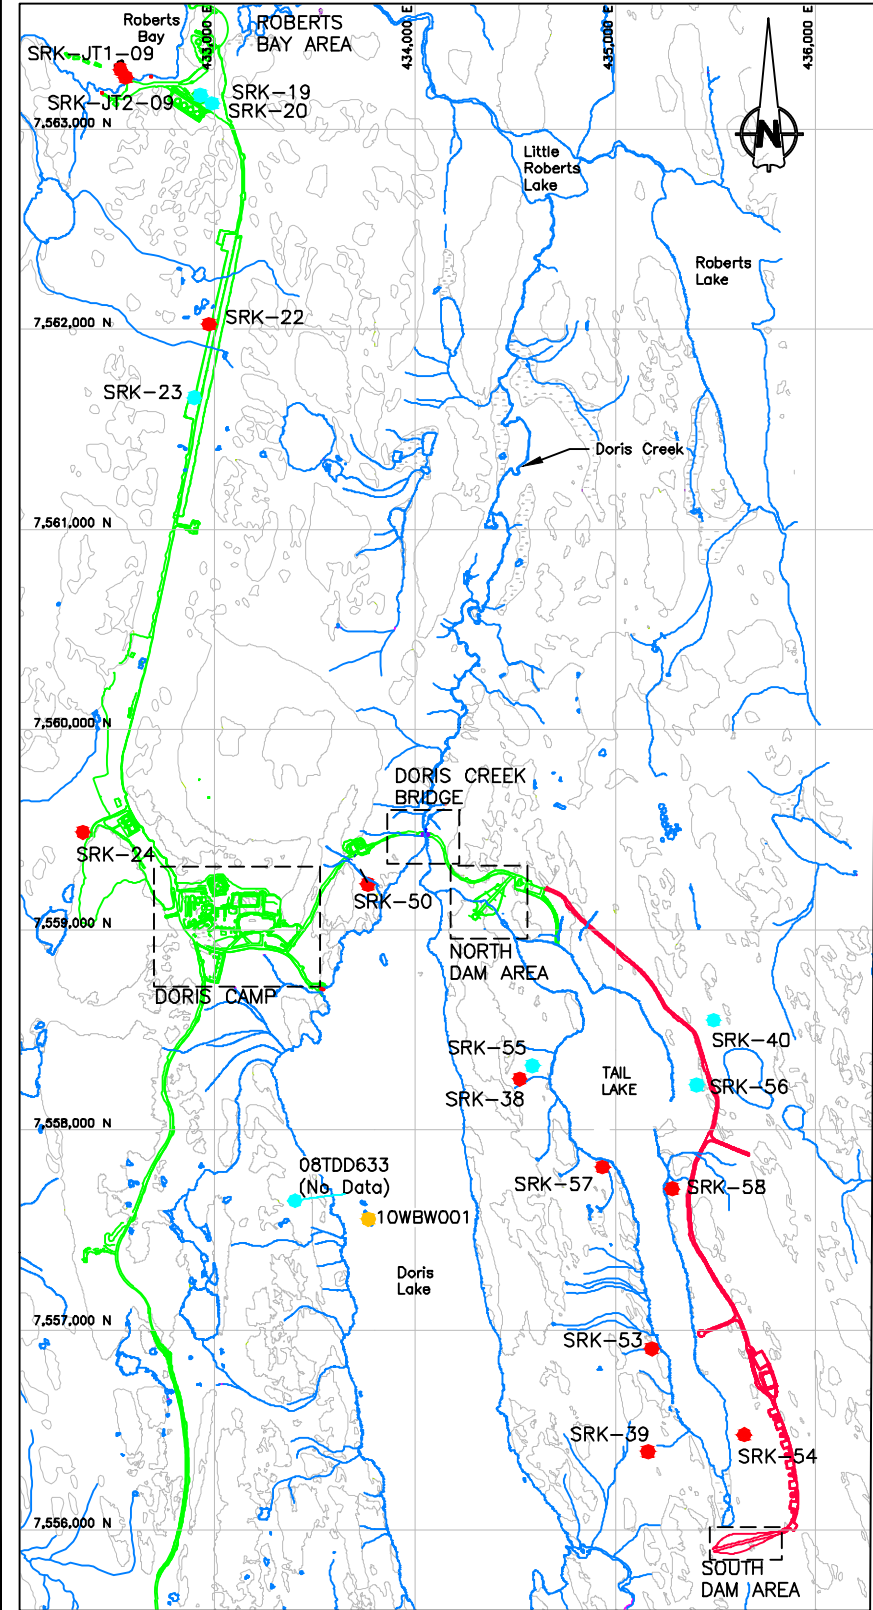 Roberts
Bay
ROBERTS
BAY AREA
433,000 E
434,000 E
435,000 E
436,000 E
SRK-JT1-09
SRK-JT2-09
SRK-19
SRK-20
7,563,000 N
N
Little
Roberts
Lake
Roberts
Lake
SRK-22
7,562,000 N
SRK-23
Doris Creek
7,561,000 N
7,560,000 N
DORIS CREEK
BRIDGE
SRK-24
SRK-50
7,559,000 N
NORTH
DAM AREA
DORIS CAMP
SRK-40
SRK-55
TAIL
LAKE
SRK-56
SRK-38
7,558,000 N
08TDD633
(No Data)
SRK-57
SRK-58
10WBW001
Doris
Lake
7,557,000 N
SRK-53
SRK-39
SRK-54
7,556,000 N
SOUTH
DAM AREA